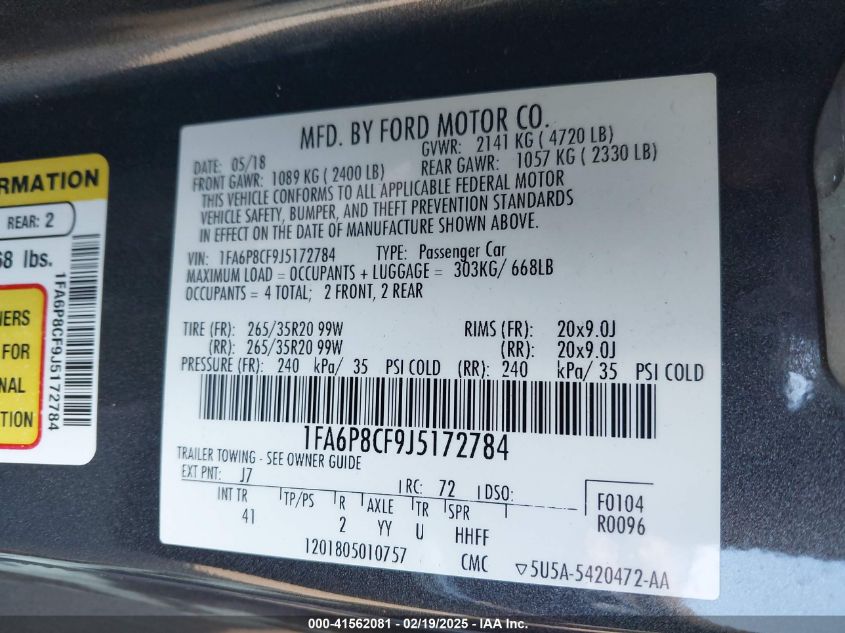 MFD. BY FORD MOTOR CO.
DATE: 05/18 GVWR: 2141 KG ( 4720 LB)
FRONT GAWR: 1089 KG ( 2400 LB) REAR GAWR: 1057 KG ( 2330 LB)
THIS VEHICLE CONFORMS TO ALL APPLICABLE FEDERAL MOTOR
VEHICLE SAFETY, BUMPER, AND THEFT PREVENTION STANDARDS
IN EFFECT ON THE DATE OF MANUFACTURE SHOWN ABOVE.
VIN: 1FA6P8CF9J5172784 TYPE: Passenger Car
MAXIMUM LOAD = OCCUPANTS + LUGGAGE = 303KG/ 668LB
OCCUPANTS = 4 TOTAL; 2 FRONT, 2 REAR
TIRE (FR): 265/35R20 99W RIMS (FR): 20x9.0J
(RR): 265/35R20 99W (RR): 20x9.0J
PRESSURE (FR): 240 kPa/ 35 PSI COLD (RR): 240 kPa/ 35 PSI COLD
1FA6P8CF9J5172784
TRAILER TOWING - SEE OWNER GUIDE
EXT PNT: J7 RC: 72 DSO:
INT TR TP/PS R AXLE TR SPR
41 2 YY U HHFF
F0104
R0096
1201805010757 CMC ▽5U5A-5420472-AA
RMATION
REAR: 2
68 lbs.
1FA6P8CF9J5172784
NERS
FOR
NAL
TION
000-41562081 - 02/19/2025 - IAA Inc.